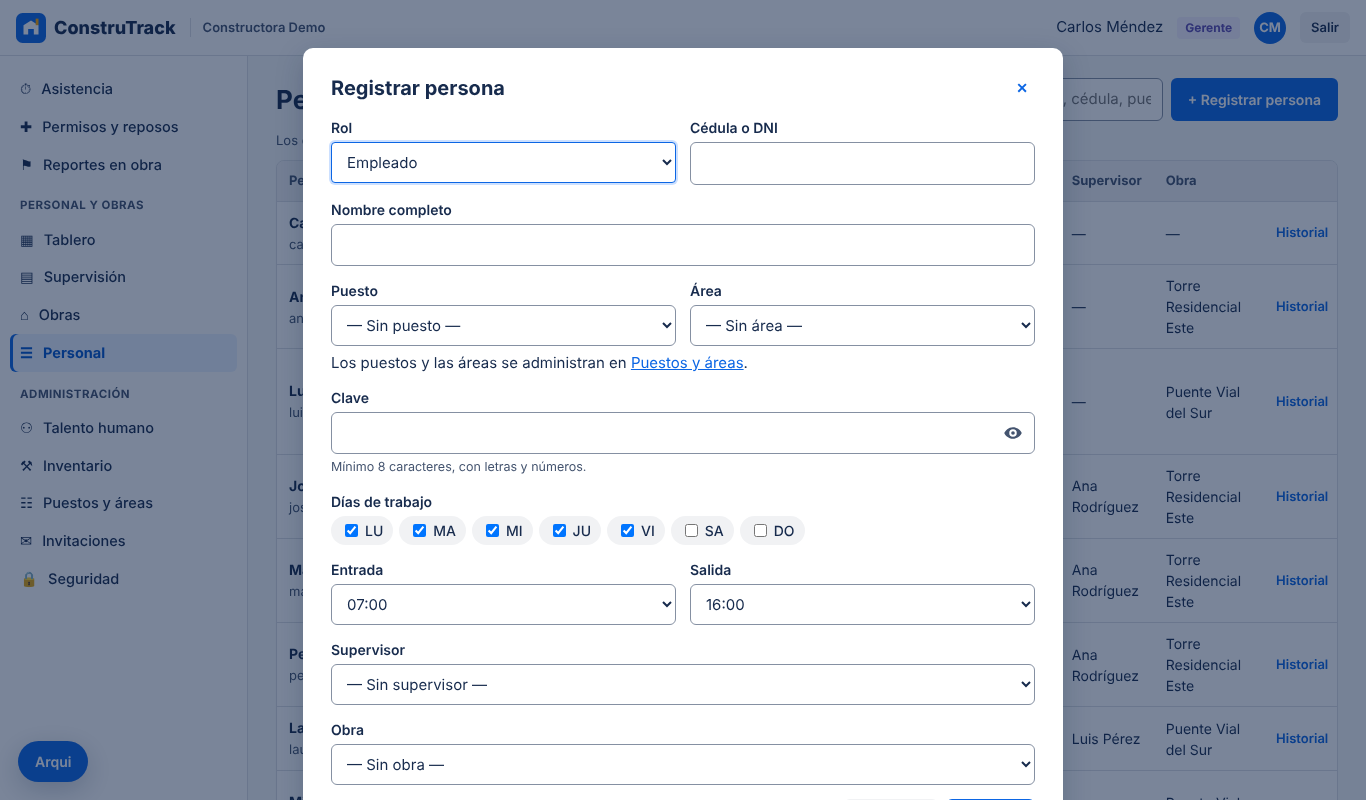 ConstruTrack
Constructora Demo
Carlos Méndez
Gerente
CM
Salir
Asistencia
Permisos y reposos
Reportes en obra
PERSONAL Y OBRAS
Tablero
Supervisión
Obras
Personal
ADMINISTRACIÓN
Talento humano
Inventario
Puestos y áreas
Invitaciones
Seguridad
Arqui
, cédula, pue
+ Registrar persona
Los
Supervisor
Obra
—
—
Historial
—
Torre
Residencial
Este
Historial
—
Puente Vial
del Sur
Historial
Ana
Rodríguez
Torre
Residencial
Este
Historial
Ana
Rodríguez
Torre
Residencial
Este
Historial
Ana
Rodríguez
Torre
Residencial
Este
Historial
Luis Pérez
Puente Vial
del Sur
Historial
Registrar persona
×
Rol
Empleado
Cédula o DNI
Nombre completo
Puesto
— Sin puesto —
Área
— Sin área —
Los puestos y las áreas se administran en Puestos y áreas.
Clave
Mínimo 8 caracteres, con letras y números.
Días de trabajo
LU MA MI JU VI SA DO
Entrada
07:00
Salida
16:00
Supervisor
— Sin supervisor —
Obra
— Sin obra —